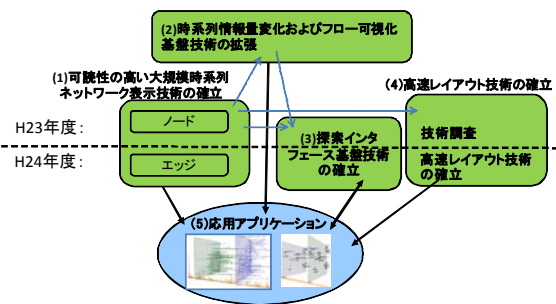 (2)時系列情報量変化およびフロー可視化
基盤技術の拡張
(1)可読性の高い大規模時系列
ネットワーク表示技術の確立
(4)高速レイアウト技術の確立
H23年度：
ノード
(3)探索インタ
フェース基盤技術
の確立
技術調査
H24年度：
エッジ
高速レイアウト技術
の確立
(5)応用アプリケーション